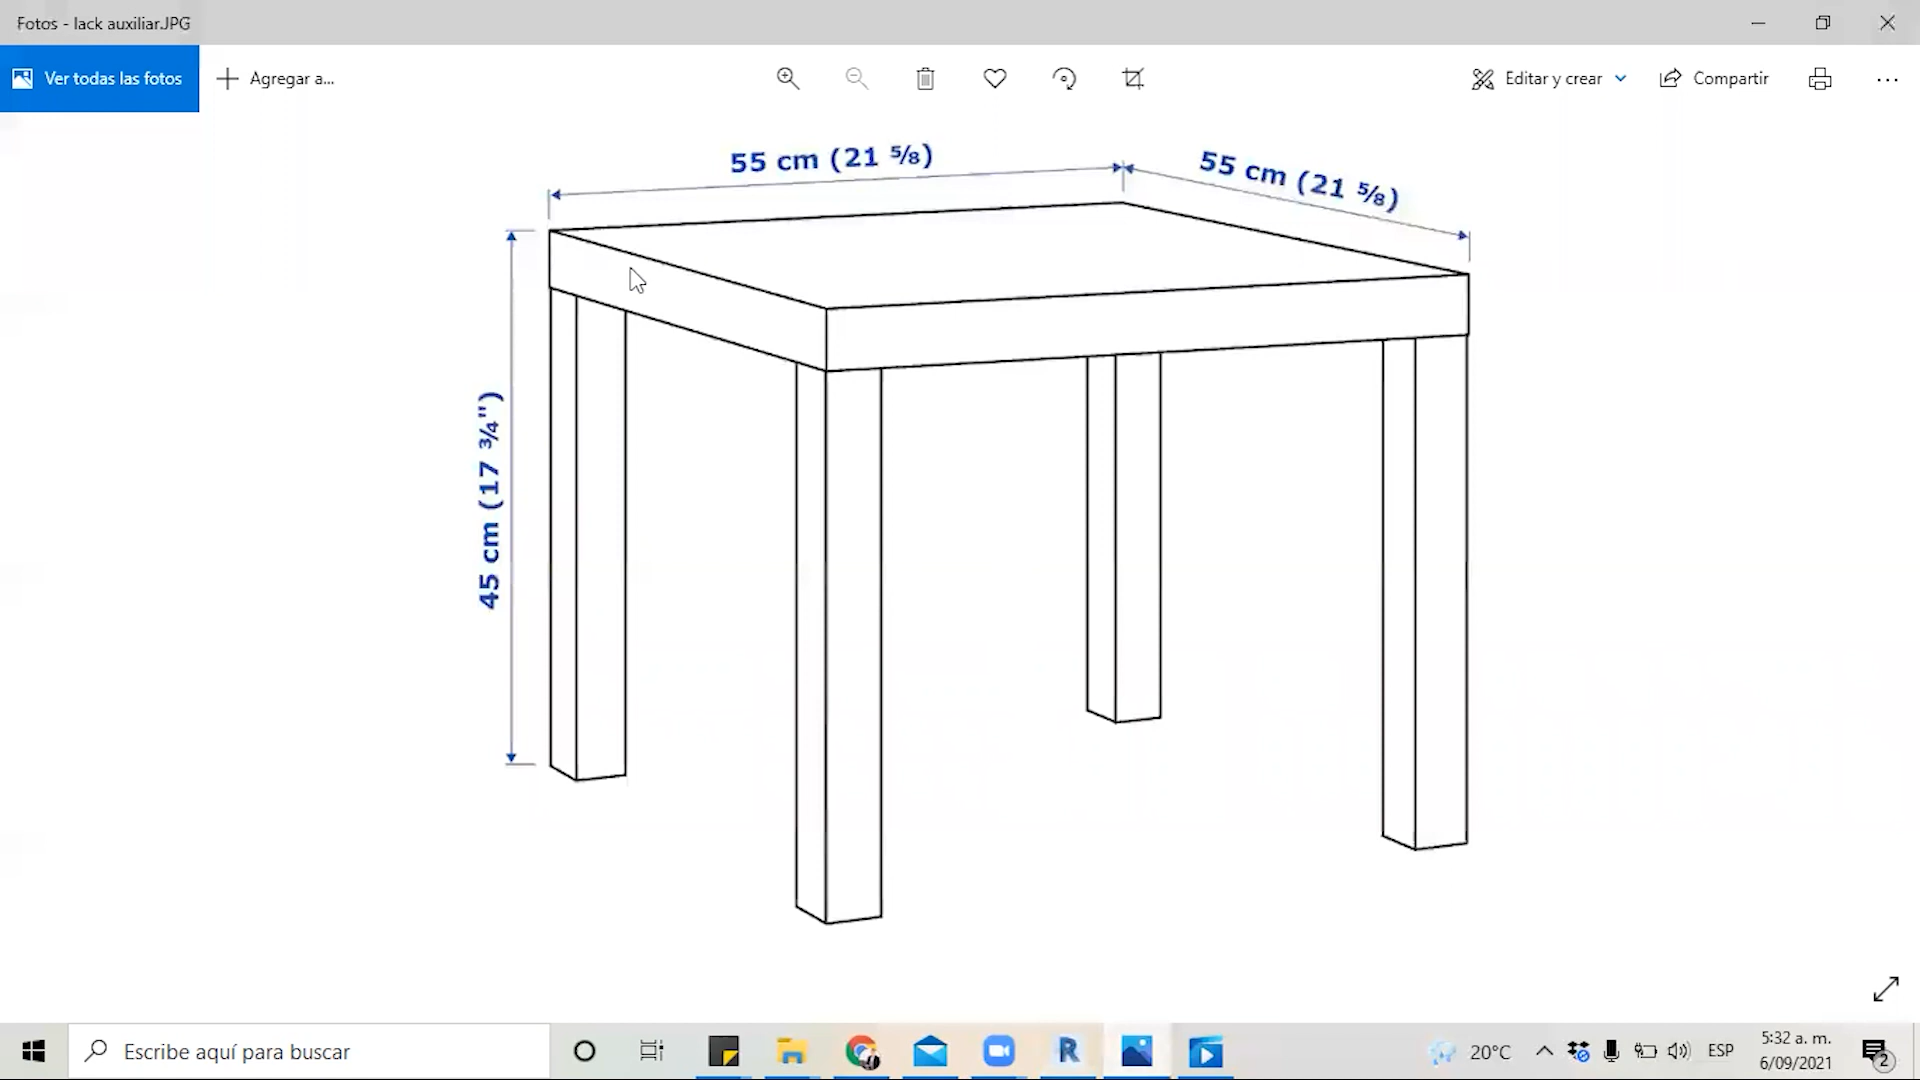 Fotos - lack auxiliar.JPG
Ver todas las fotos
Agregar a...
Editar y crear
Compartir
55 cm (21 ⅝)
55 cm (21 ⅝)
45 cm (17 ¾")
Escribe aquí para buscar
R
20°C
ESP
5:32 a. m.
6/09/2021
2